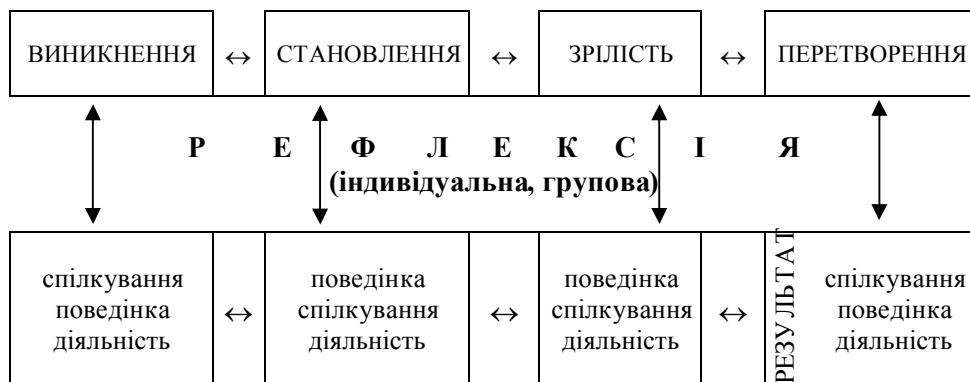 ВИНИКНЕННЯ ↔ СТАНОВЛЕННЯ ↔ ЗРІЛІСТЬ ↔ ПЕРЕТВОРЕННЯ
Р Е Ф Л Е К С І Я
(індивідуальна, групова)
спілкування
поведінка
діяльність
↔
поведінка
спілкування
діяльність
↔
поведінка
спілкування
діяльність
↔
РЕЗУЛЬТАТ
спілкування
поведінка
діяльність